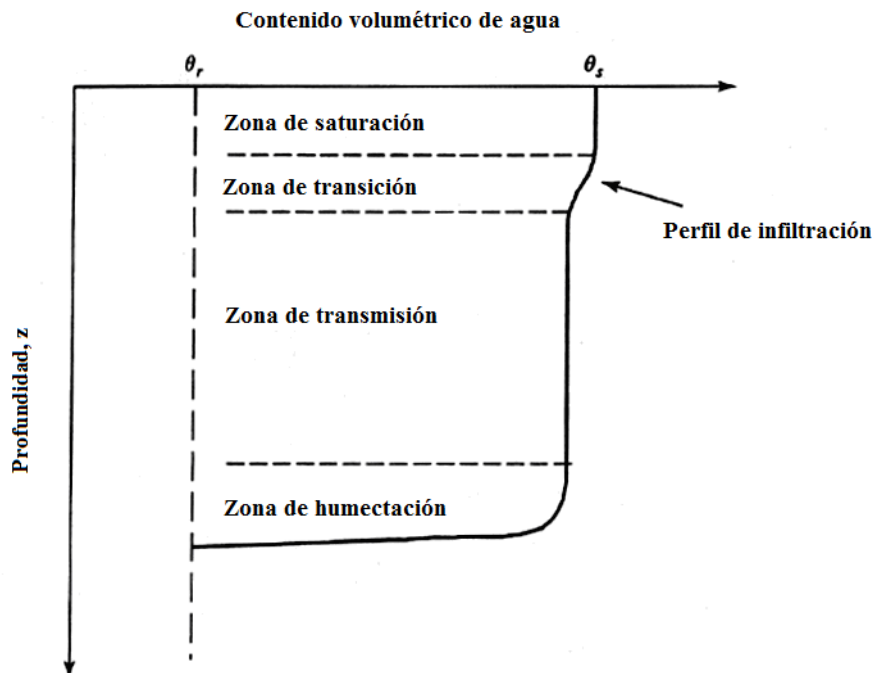 Contenido volumétrico de agua
θr
θs
Zona de saturación
Zona de transición
Perfil de infiltración
Zona de transmisión
Profundidad, z
Zona de humectación